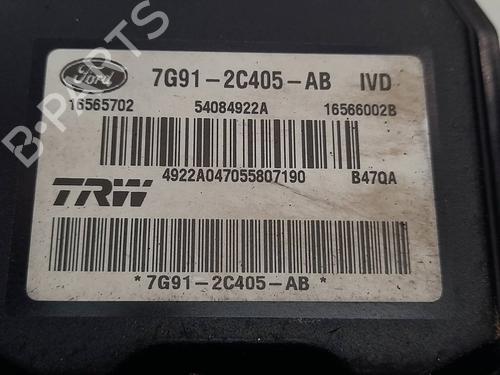 Ford
7G91-2C405-AB IVD
16565702 54084922A 16566002B
4922A047055807190 B47QA
TRW
*7G91-2C405-AB*
B-PARTS